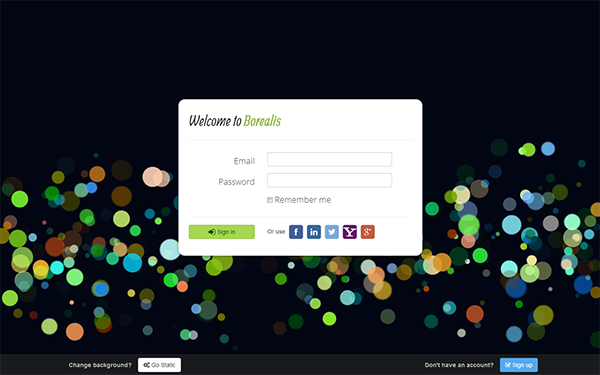 Welcome to Borealis
Email
Password
Remember me
Sign in
Or use
Change background?
Go Static
Don't have an account?
Sign up